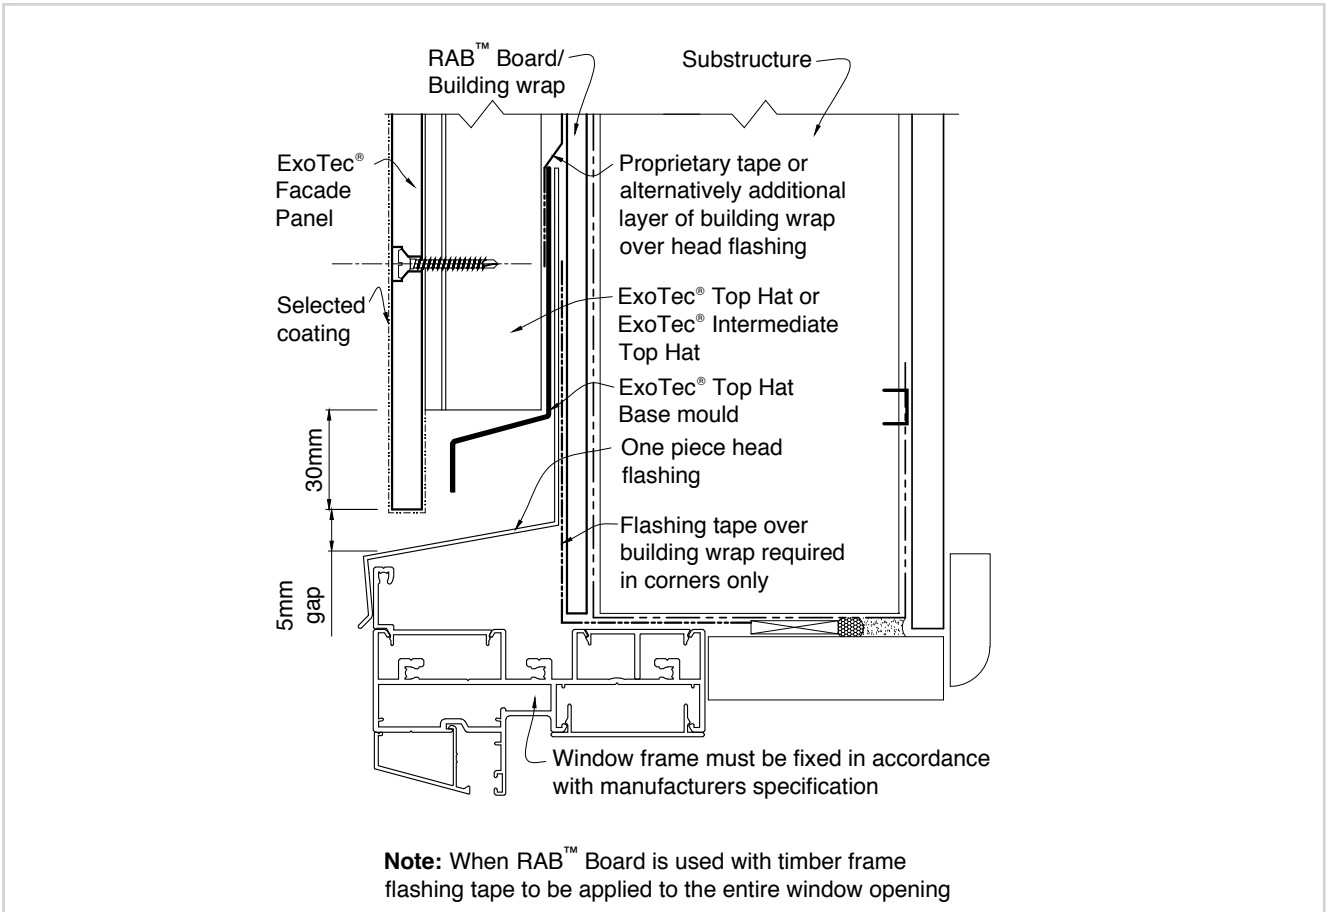 RAB™ Board/
Building wrap
Substructure
ExoTec®
Facade
Panel
Proprietary tape or
alternatively additional
layer of building wrap
over head flashing
Selected
coating
ExoTec® Top Hat or
ExoTec® Intermediate
Top Hat
ExoTec® Top Hat
Base mould
One piece head
flashing
30mm
Flashing tape over
building wrap required
in corners only
5mm
gap
Window frame must be fixed in accordance
with manufacturers specification
Note: When RAB™ Board is used with timber frame
flashing tape to be applied to the entire window opening